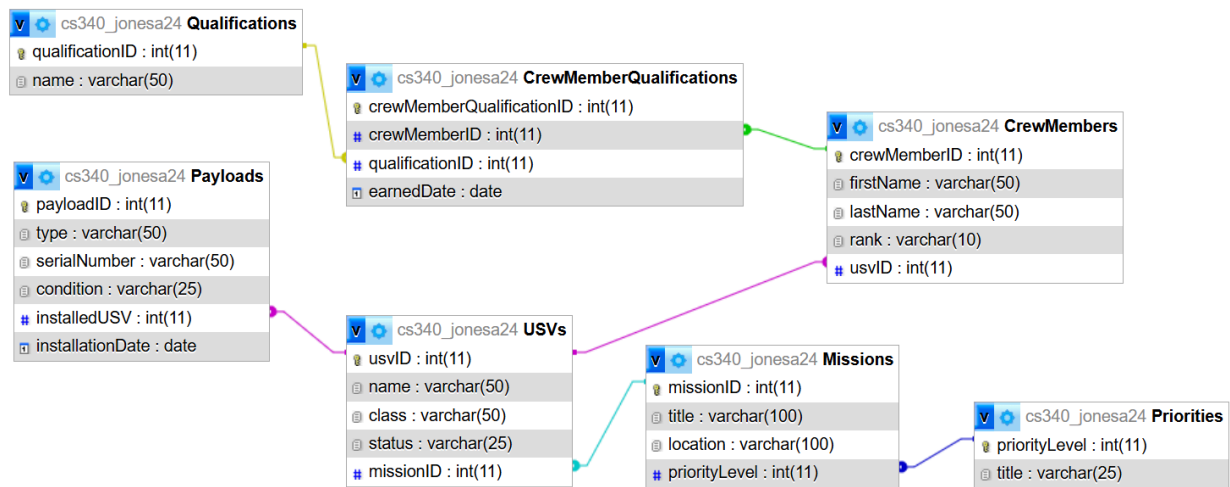 V cs340_jonesa24 Qualifications
qualificationID : int(11)
name : varchar(50)
V cs340_jonesa24 CrewMemberQualifications
crewMemberQualificationID : int(11)
# crewMemberID : int(11)
# qualificationID : int(11)
earnedDate : date
V cs340_jonesa24 CrewMembers
crewMemberID : int(11)
firstName : varchar(50)
lastName : varchar(50)
rank : varchar(10)
# usvID : int(11)
V cs340_jonesa24 Payloads
payloadID : int(11)
type : varchar(50)
serialNumber : varchar(50)
condition : varchar(25)
# installedUSV : int(11)
installationDate : date
V cs340_jonesa24 USVs
usvID : int(11)
name : varchar(50)
class : varchar(50)
status : varchar(25)
# missionID : int(11)
V cs340_jonesa24 Missions
missionID : int(11)
title : varchar(100)
location : varchar(100)
# priorityLevel : int(11)
V cs340_jonesa24 Priorities
priorityLevel : int(11)
title : varchar(25)